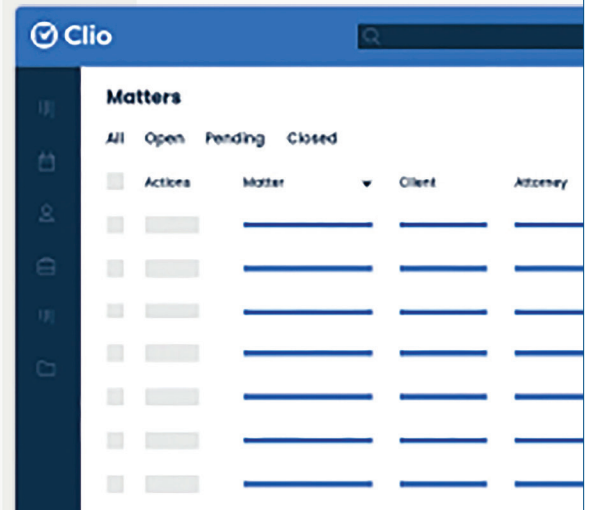 Clio
Matters
All Open Pending Closed
Actions Matter Client Attorney